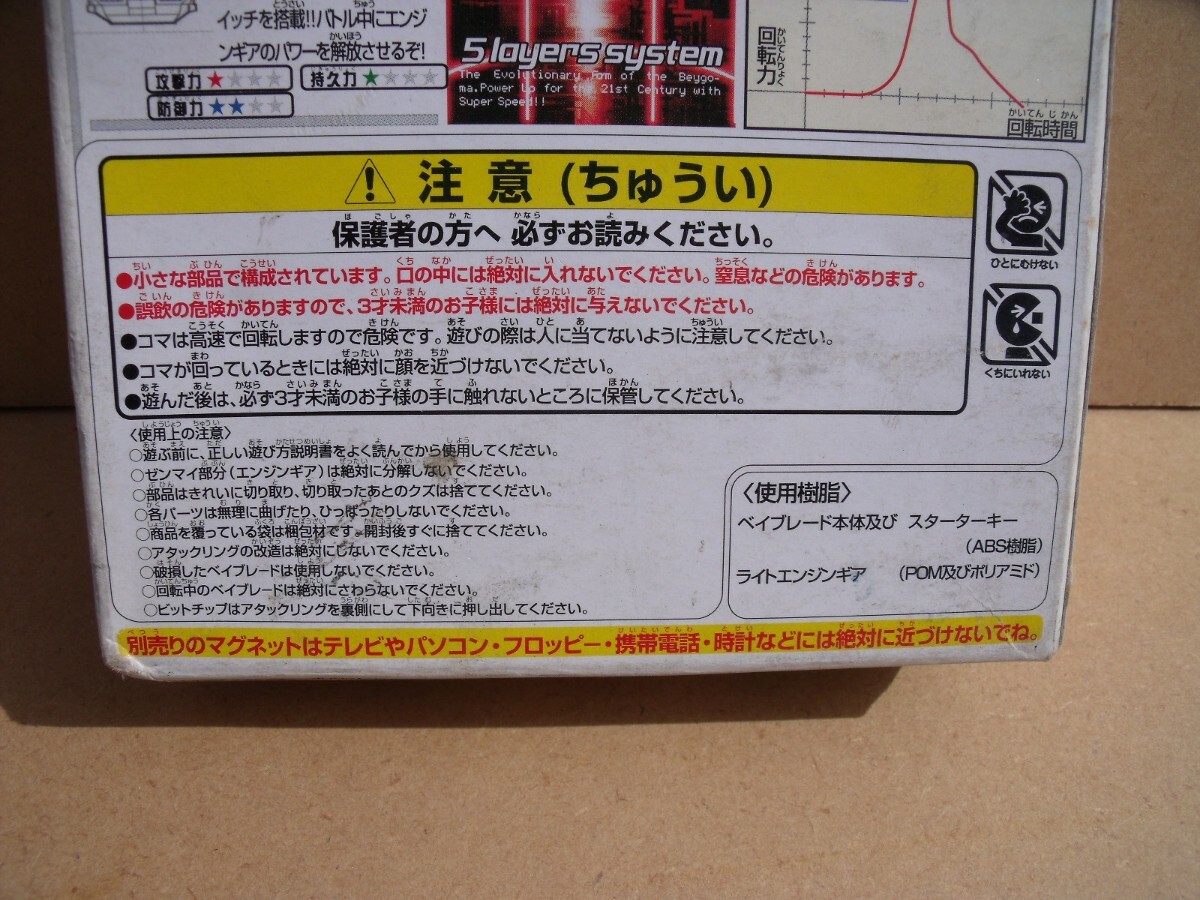 イッチを搭載!!バトル中にエンジ
ンギアのパワーを解放させるぞ!
攻撃力★☆☆☆
持久力★☆☆☆
防御力★★☆☆
5layers system
The Evolutionary Form of the Beygo-
ma.Power Up for the 21st Century with
Super Speed!!
回転力
回転時間
注意(ちゅうい)
保護者の方へ 必ずお読みください。
●小さな部品で構成されています。口の中には絶対に入れないでください。窒息などの危険があります。
●誤飲の危険がありますので、3才未満のお子様には絶対に与えないでください。
●コマは高速で回転しますので危険です。遊びの際は人に当てないように注意してください。
●コマが回っているときには絶対に顔を近づけないでください。
●遊んだ後は、必ず3才未満のお子様の手に触れないところに保管してください。
ひとにむけない
くちにいれない
〈使用上の注意〉
○遊ぶ前に、正しい遊び方説明書をよく読んでから使用してください。
○ゼンマイ部分(エンジンギア)は絶対に分解しないでください。
○部品はきれいに切り取り、切り取ったあとのクズは捨ててください。
○各パーツは無理に曲げたり、ひっぱったりしないでください。
○商品を覆っている袋は梱包材です。開封後すぐに捨ててください。
○アタックリングの改造は絶対にしないでください。
○破損したベイブレードは使用しないでください。
○回転中のベイブレードは絶対にさわらないでください。
○ビットチップはアタックリングを裏側にして下向きに押し出してください。
〈使用樹脂〉
ベイブレード本体及び スターターキー
(ABS樹脂)
ライトエンジンギア (POM及びポリアミド)
別売りのマグネットはテレビやパソコン・フロッピー・携帯電話・時計などには絶対に近づけないでね。